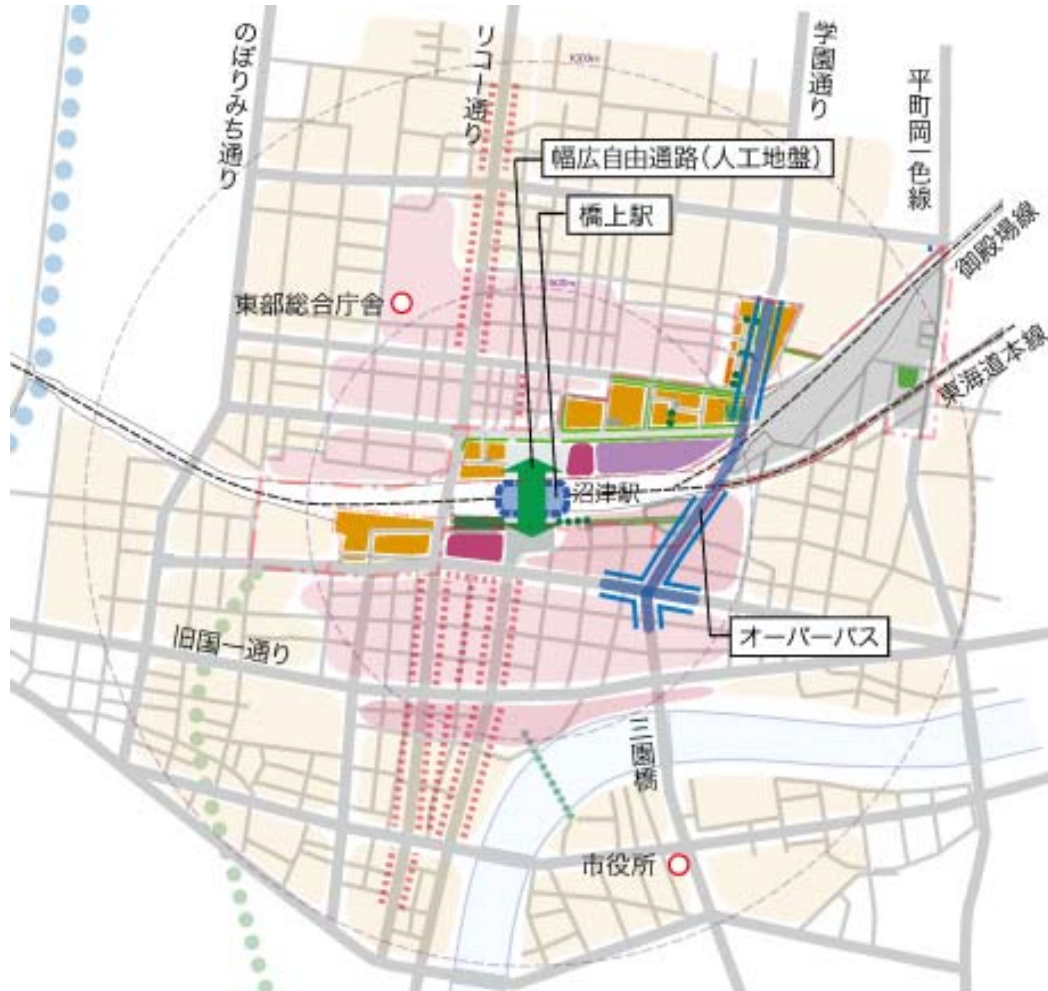 のぼりみち通り
リコー通り
学園通り
平町岡一色線
1000m
幅広自由通路(人工地盤)
橋上駅
御殿場線
東部総合庁舎
500m
東海道本線
沼津駅
オーバーパス
旧国一通り
三園橋
市役所